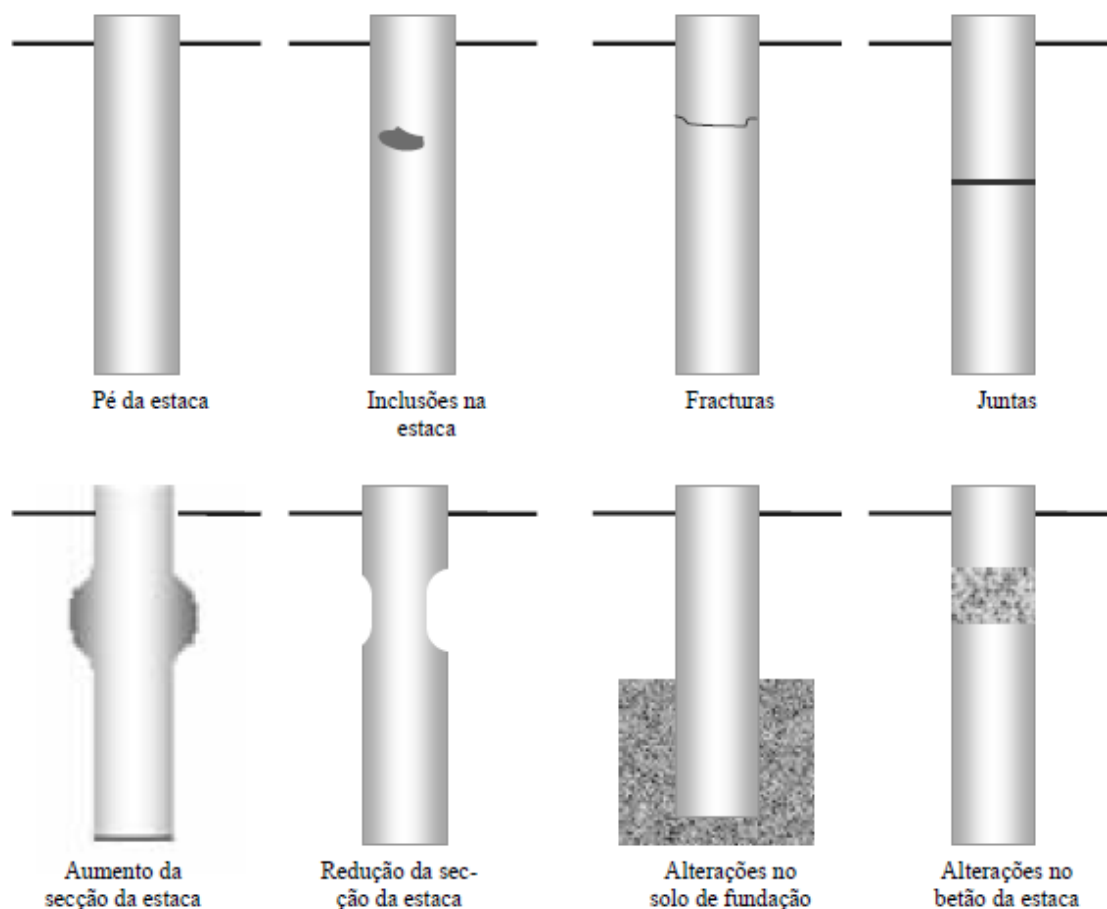 Pé da estaca
Inclusões na
estaca
Fracturas
Juntas
Aumento da
secção da estaca
Redução da sec-
ção da estaca
Alterações no
solo de fundação
Alterações no
betão da estaca